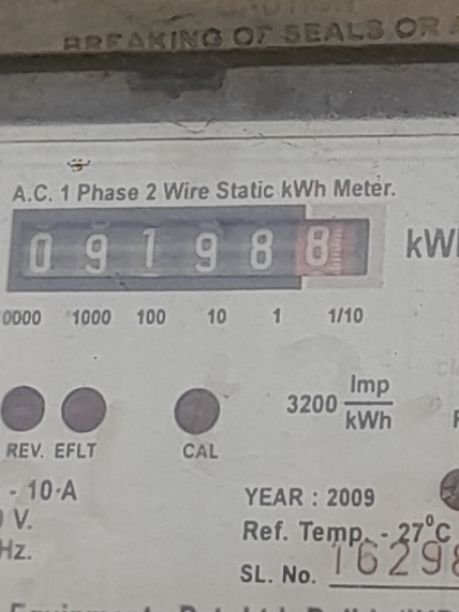 BREAKING OF SEALS OR
A.C. 1 Phase 2 Wire Static kWh Meter.
0 9 1 9 8 8 kWh
0000 1000 100 10 1 1/10
3200 Imp
kWh
REV. EFLT CAL
- 10-A
YEAR : 2009
V.
Ref. Temp. - 27°C
Hz.
SL. No. 16298